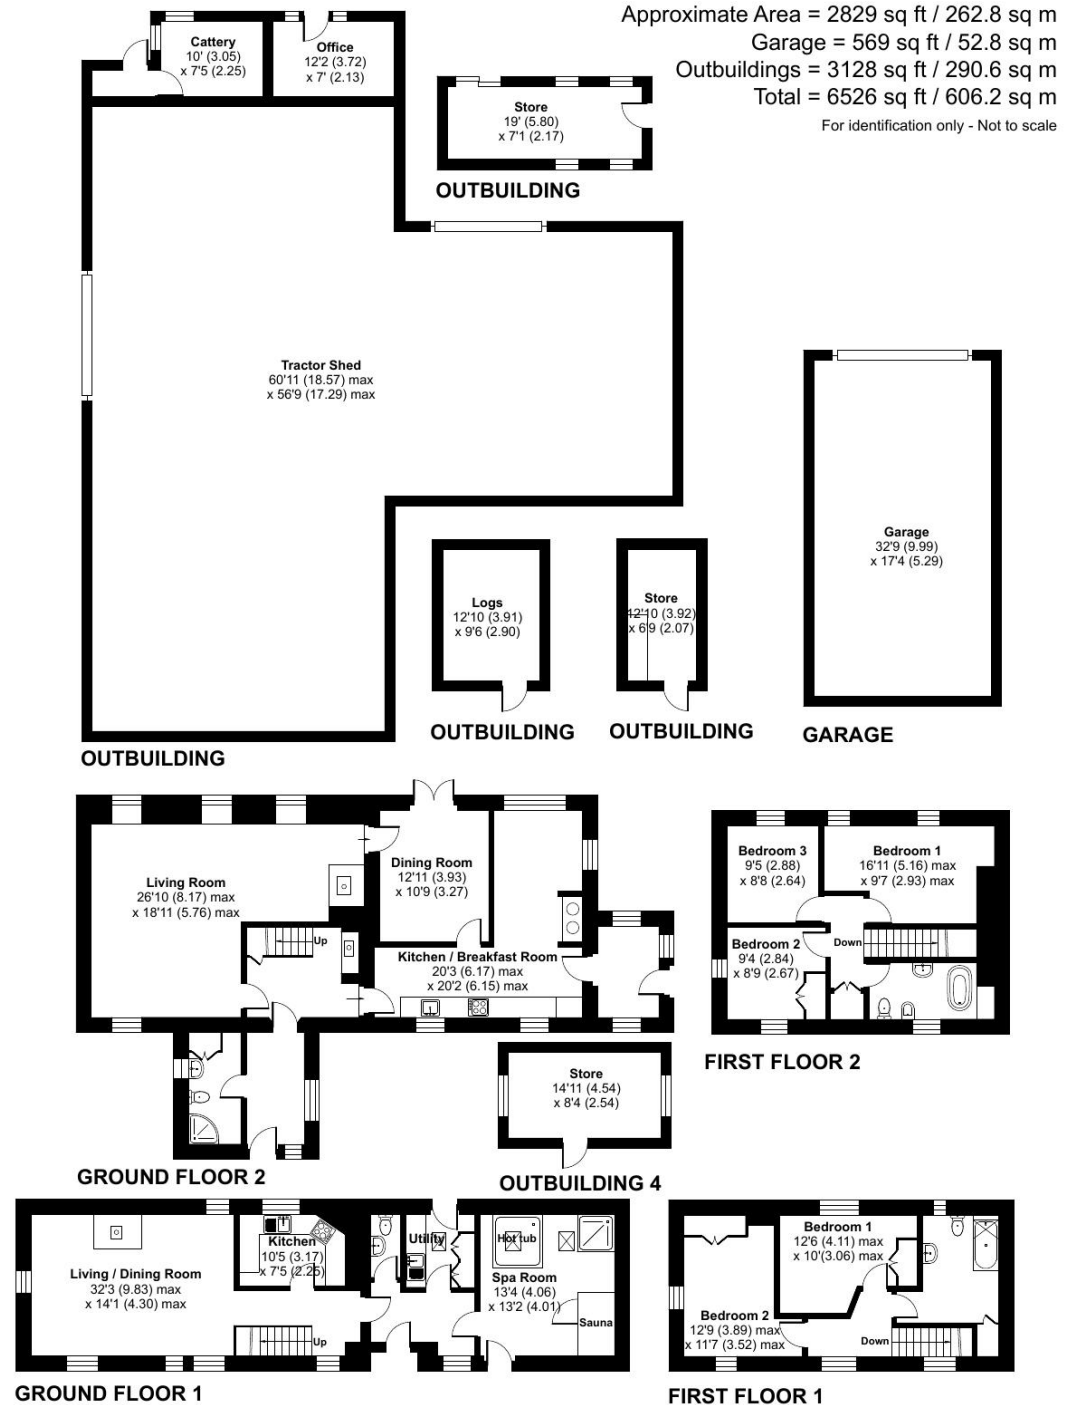 Approximate Area = 2829 sq ft / 262.8 sq m
Garage = 569 sq ft / 52.8 sq m
Outbuildings = 3128 sq ft / 290.6 sq m
Total = 6526 sq ft / 606.2 sq m
For identification only - Not to scale
Cattery
10' (3.05)
x 7'5 (2.25)
Office
12'2 (3.72)
x 7' (2.13)
Store
19' (5.80)
x 7'1 (2.17)
OUTBUILDING
Tractor Shed
60'11 (18.57) max
x 56'9 (17.29) max
OUTBUILDING
Logs
12'10 (3.91)
x 9'6 (2.90)
OUTBUILDING
Store
12'10 (3.92)
x 6'9 (2.07)
OUTBUILDING
Garage
32'9 (9.99)
x 17'4 (5.29)
GARAGE
Living Room
26'10 (8.17) max
x 18'11 (5.76) max
Up
Dining Room
12'11 (3.93)
x 10'9 (3.27)
Kitchen / Breakfast Room
20'3 (6.17) max
x 20'2 (6.15) max
GROUND FLOOR 2
Bedroom 3
9'5 (2.88)
x 8'8 (2.64)
Bedroom 1
16'11 (5.16) max
x 9'7 (2.93) max
Bedroom 2
9'4 (2.84)
x 8'9 (2.67)
Down
FIRST FLOOR 2
Store
14'11 (4.54)
x 8'4 (2.54)
OUTBUILDING 4
Living / Dining Room
32'3 (9.83) max
x 14'1 (4.30) max
Kitchen
10'5 (3.17)
x 7'5 (2.25)
Up
Utility
Hot tub
Spa Room
13'4 (4.06)
x 13'2 (4.01)
Sauna
GROUND FLOOR 1
Bedroom 1
12'6 (4.11) max
x 10'(3.06) max
Bedroom 2
12'9 (3.89) max
x 11'7 (3.52) max
Down
FIRST FLOOR 1